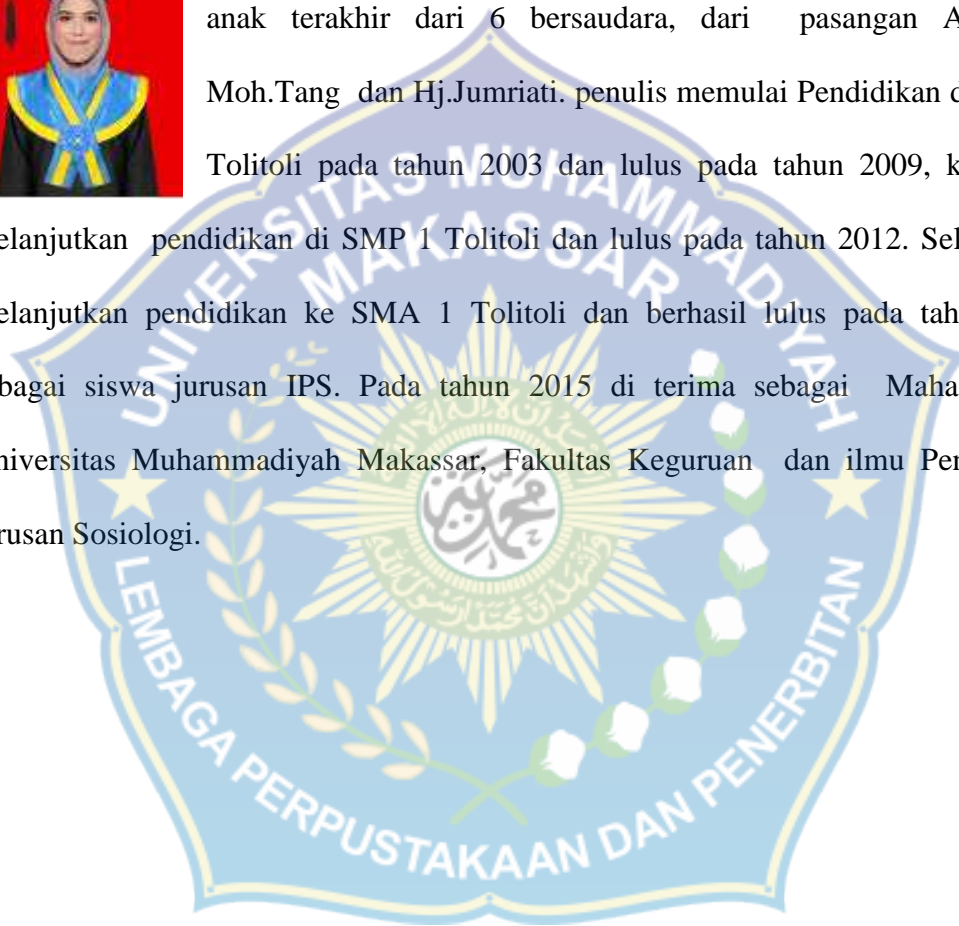 anak terakhir dari 6 bersaudara, dari pasangan A
Moh.Tang dan Hj.Jumriati. penulis memulai Pendidikan d
Tolitoli pada tahun 2003 dan lulus pada tahun 2009, k
elanjutkan pendidikan di SMP 1 Tolitoli dan lulus pada tahun 2012. Sel
elanjutkan pendidikan ke SMA 1 Tolitoli dan berhasil lulus pada tah
bagai siswa jurusan IPS. Pada tahun 2015 di terima sebagai Maha
niversitas Muhammadiyah Makassar, Fakultas Keguruan dan ilmu Pen
rusan Sosiologi.
UNIVERSITAS MUHAMMADIYAH
MAKASSAR
LEMBAGA PERPUSTAKAAN DAN PENERBITAN